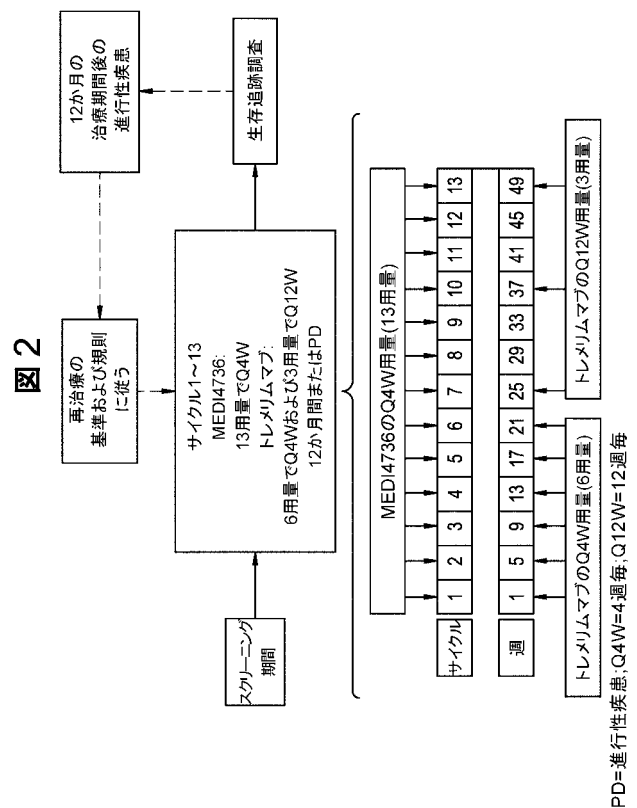 図2
再治療の
基準および規則
に従う
12か月の
治療期間後の
進行性疾患
スクリーニング
期間
サイクル1~13
MEDI4736:
13用量でQ4W
トレメリムマブ:
6用量でQ4Wおよび3用量でQ12W
12か月間またはPD
生存追跡調査
MEDI4736のQ4W用量(13用量)
サイクル 1 2 3 4 5 6 7 8 9 10 11 12 13
週 1 5 9 13 17 21 25 29 33 37 41 45 49
トレメリムマブのQ4W用量(6用量) トレメリムマブのQ12W用量(3用量)
PD=進行性疾患;Q4W=4週毎;Q12W=12週毎